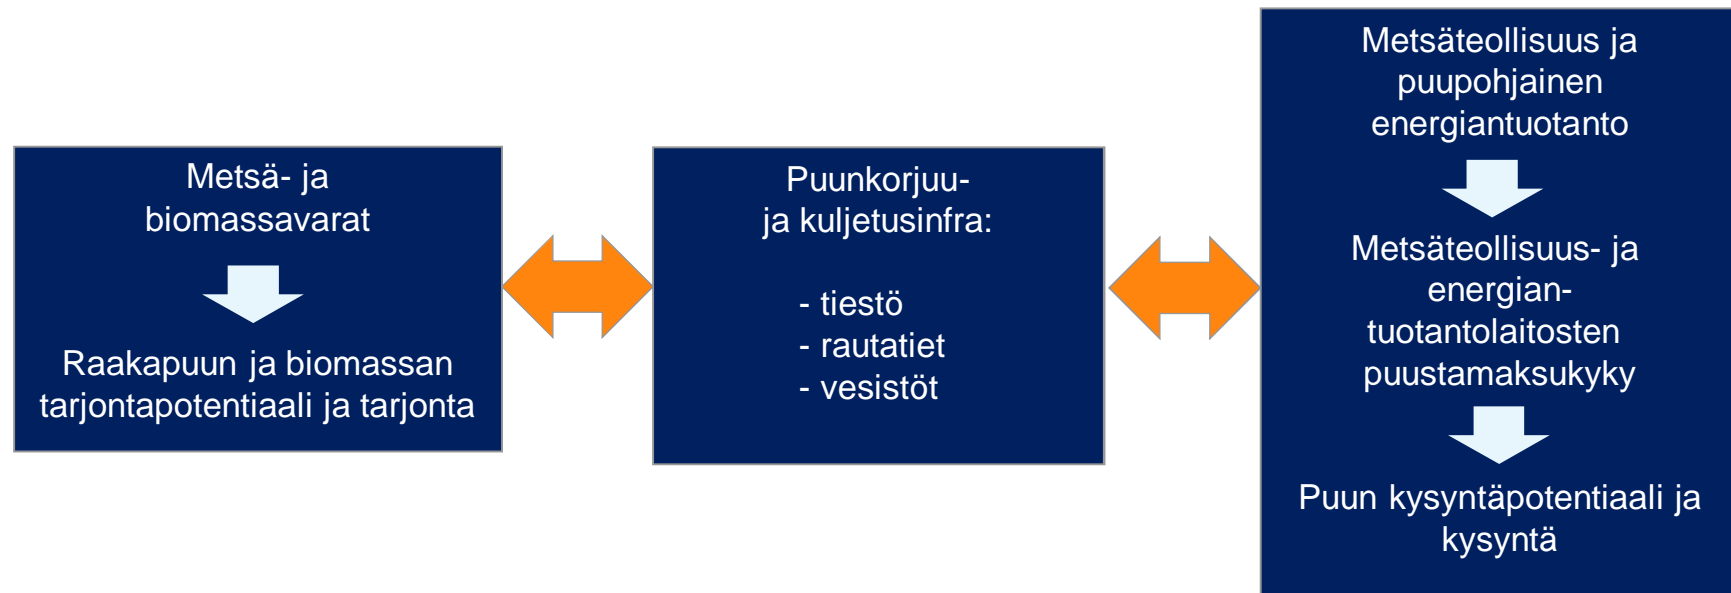 Metsä- ja
biomassavarat
Raakapuun ja biomassan
tarjontapotentiaali ja tarjonta
Puunkorjuu-
ja kuljetusinfra:
- tiestö
- rautatiet
- vesistöt
Metsäteollisuus ja
puupohjainen
energiantuotanto
Metsäteollisuus- ja
energian-
tuotantolaitosten
puustamaksukyky
Puun kysyntäpotentiaali ja
kysyntä